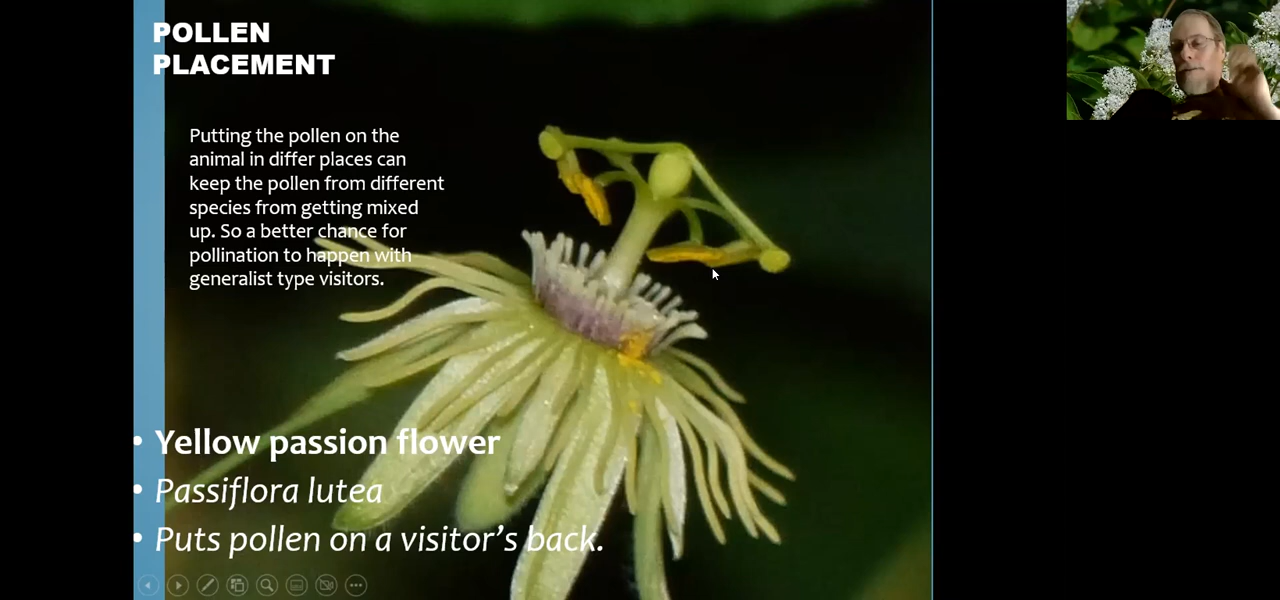 POLLEN
PLACEMENT
Putting the pollen on the
animal in differ places can
keep the pollen from different
species from getting mixed
up. So a better chance for
pollination to happen with
generalist type visitors.
• Yellow passion flower
• Passiflora lutea
• Puts pollen on a visitor's back.